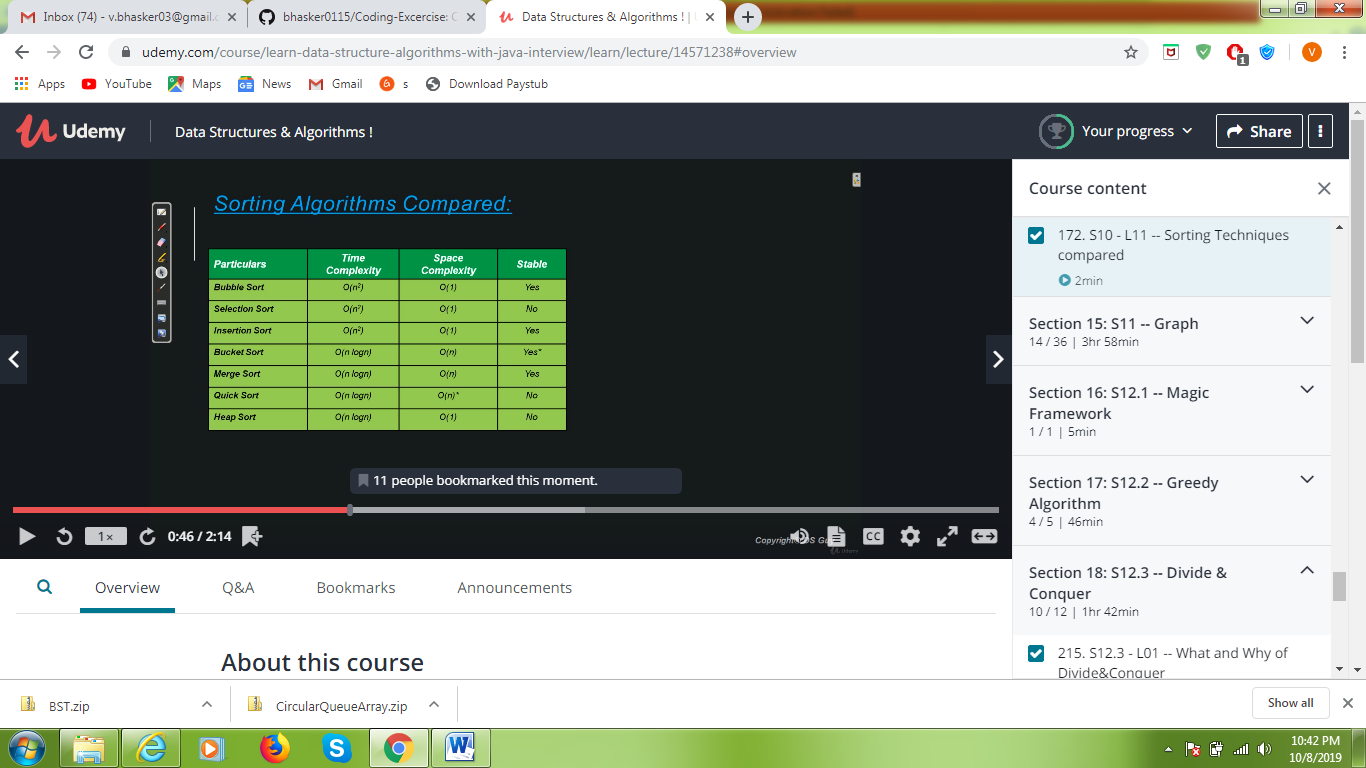 Inbox (74) - v.bhasker03@gmail.c
bhasker0115/Coding-Excercise: C
Data Structures & Algorithms ! |
udemy.com/course/learn-data-structure-algorithms-with-java-interview/learn/lecture/14571238#overview
1
V
Apps
YouTube
Maps
News
Gmail
s
Download Paystub
Udemy
Data Structures & Algorithms !
Your progress
Share
Sorting Algorithms Compared:
Particulars Time Complexity Space Complexity Stable
Bubble Sort O(n²) O(1) Yes
Selection Sort O(n²) O(1) No
Insertion Sort O(n²) O(1) Yes
Bucket Sort O(n logn) O(n) Yes*
Merge Sort O(n logn) O(n) Yes
Quick Sort O(n logn) O(n)* No
Heap Sort O(n logn) O(1) No
11 people bookmarked this moment.
1×
0:46 / 2:14
CC
Udemy
Course content
172. S10 - L11 -- Sorting Techniques
compared
2min
Section 15: S11 -- Graph
14 / 36 | 3hr 58min
Section 16: S12.1 -- Magic
Framework
1 / 1 | 5min
Section 17: S12.2 -- Greedy
Algorithm
4 / 5 | 46min
Section 18: S12.3 -- Divide &
Conquer
10 / 12 | 1hr 42min
215. S12.3 - L01 -- What and Why of
Divide&Conquer
Overview
Q&A
Bookmarks
Announcements
About this course
BST.zip
CircularQueueArray.zip
Show all
10:42 PM
10/8/2019